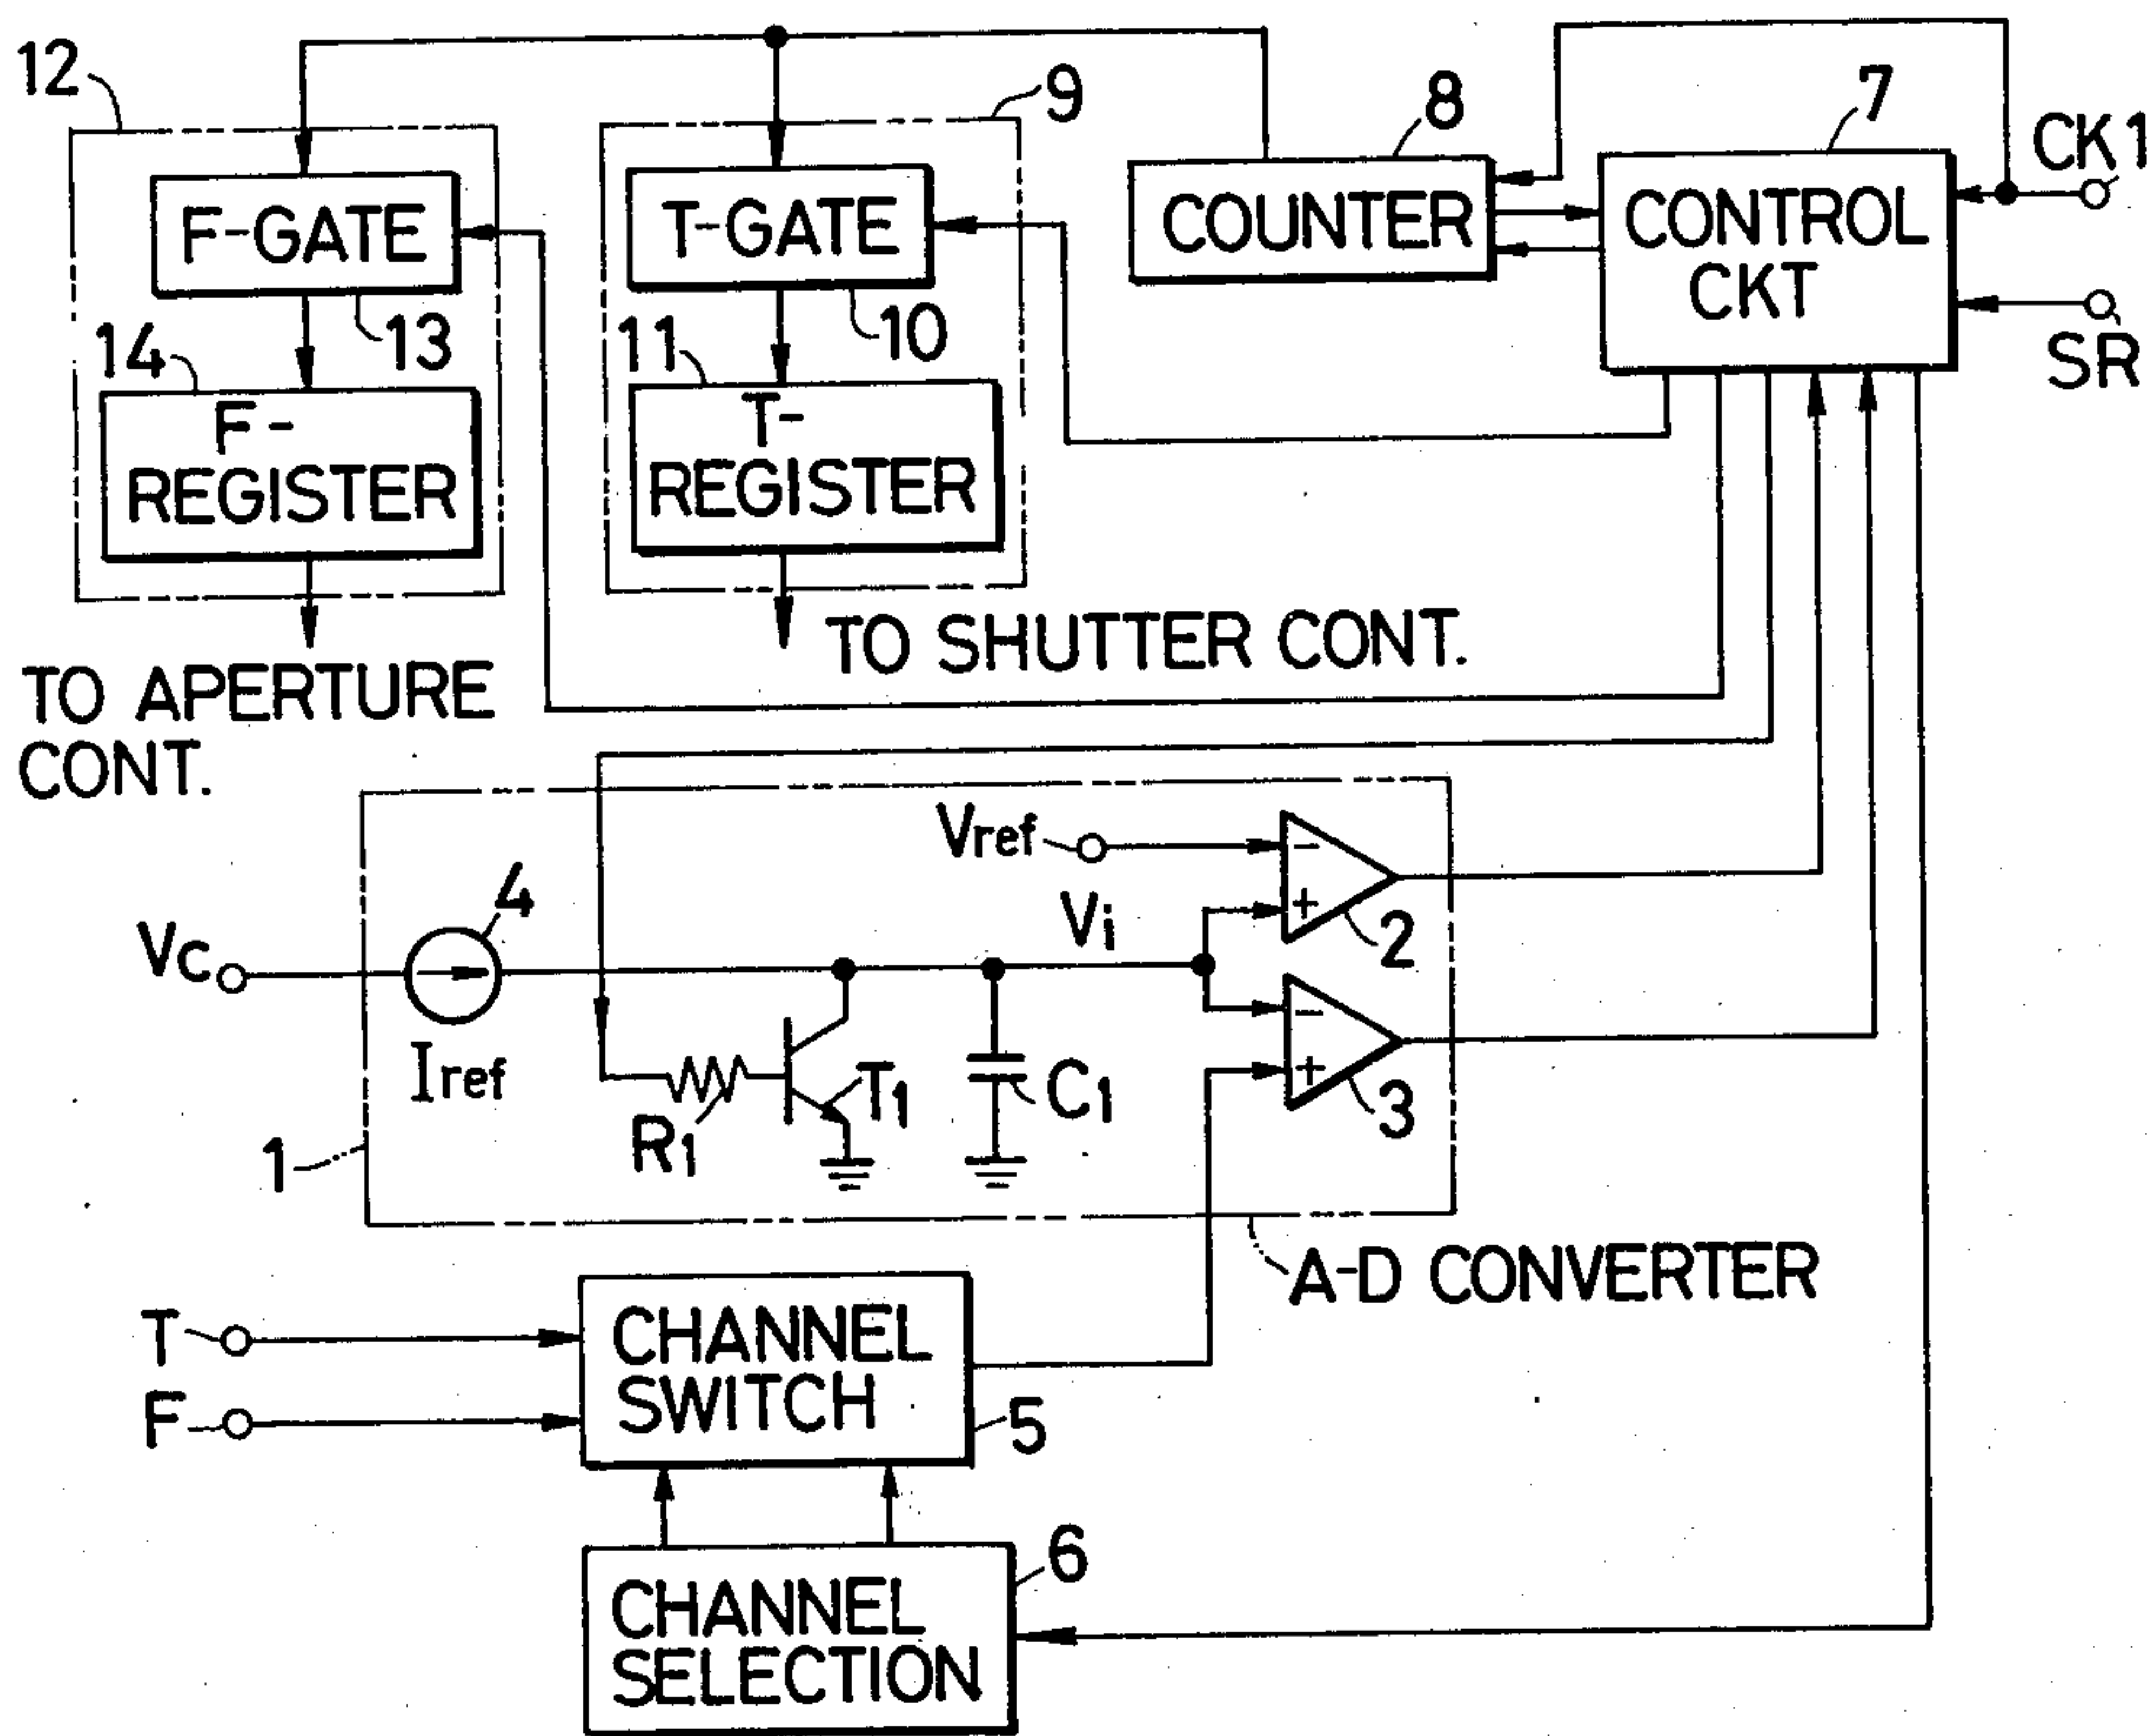 12
9
8
7
CK1
F-GATE
T-GATE
COUNTER
CONTROL
CKT
13
10
SR
14
11
F-
REGISTER
T-
REGISTER
TO SHUTTER CONT.
TO APERTURE
CONT.
Vref
4
Vi
2
VC
Iref
R1
T1
C1
3
1
A-D CONVERTER
T
F
CHANNEL
SWITCH
5
6
CHANNEL
SELECTION